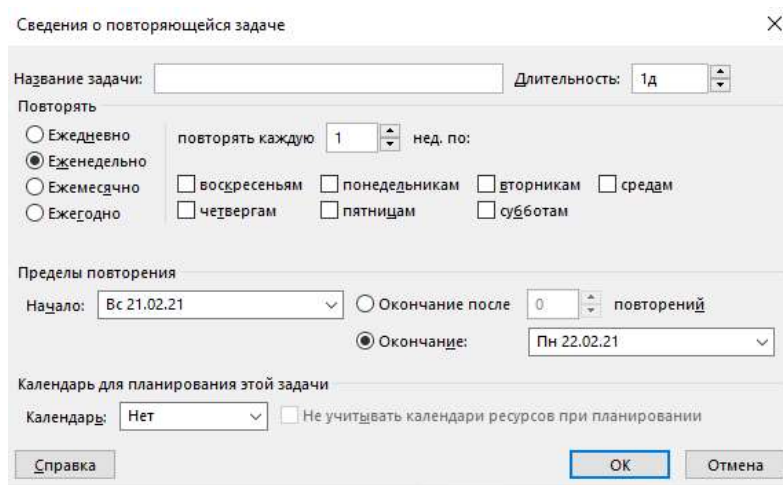 Сведения о повторяющейся задаче
Название задачи: Длительность: 1д
Повторять
Ежедневно
повторять каждую 1 нед. по:
Еженедельно
Ежемесячно
воскресеньям понедельникам вторникам средам
Ежегодно
четвергам пятницам субботам
Пределы повторения
Начало: Вс 21.02.21 Окончание после 0 повторений
Окончание: Пн 22.02.21
Календарь для планирования этой задачи
Календарь: Нет Не учитывать календари ресурсов при планировании
Справка ОК Отмена